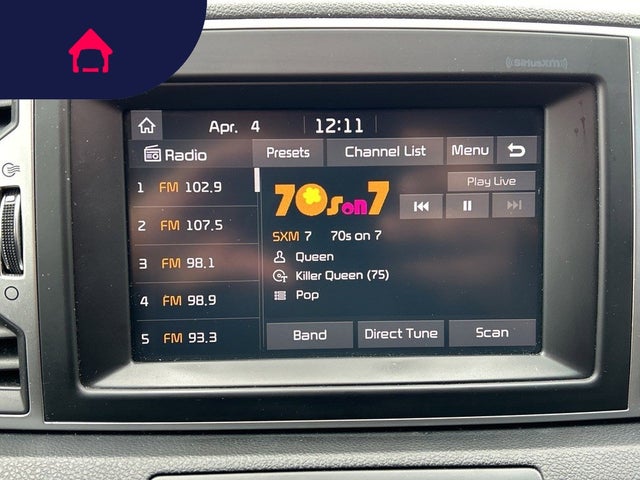 ((SiriusXM))
Apr. 4
12:11
Radio
Presets
Channel List
Menu
1 FM 102.9
2 FM 107.5
3 FM 98.1
4 FM 98.9
5 FM 93.3
70s on 7
Play Live
SXM 7 70s on 7
Queen
Killer Queen (75)
Pop
Band
Direct Tune
Scan